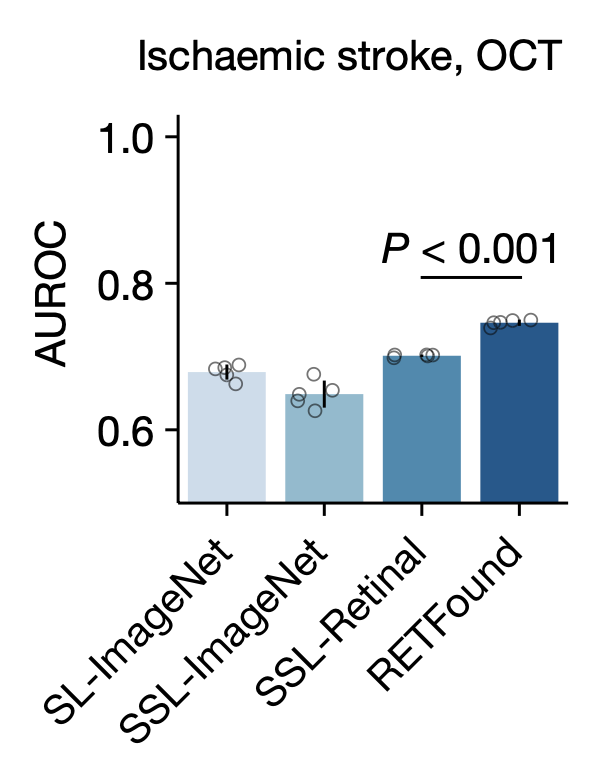 Ischaemic stroke, OCT
1.0
P < 0.001
0.8
0.6
AUROC
SL-ImageNet
SSL-ImageNet
SSL-Retinal
RETFound